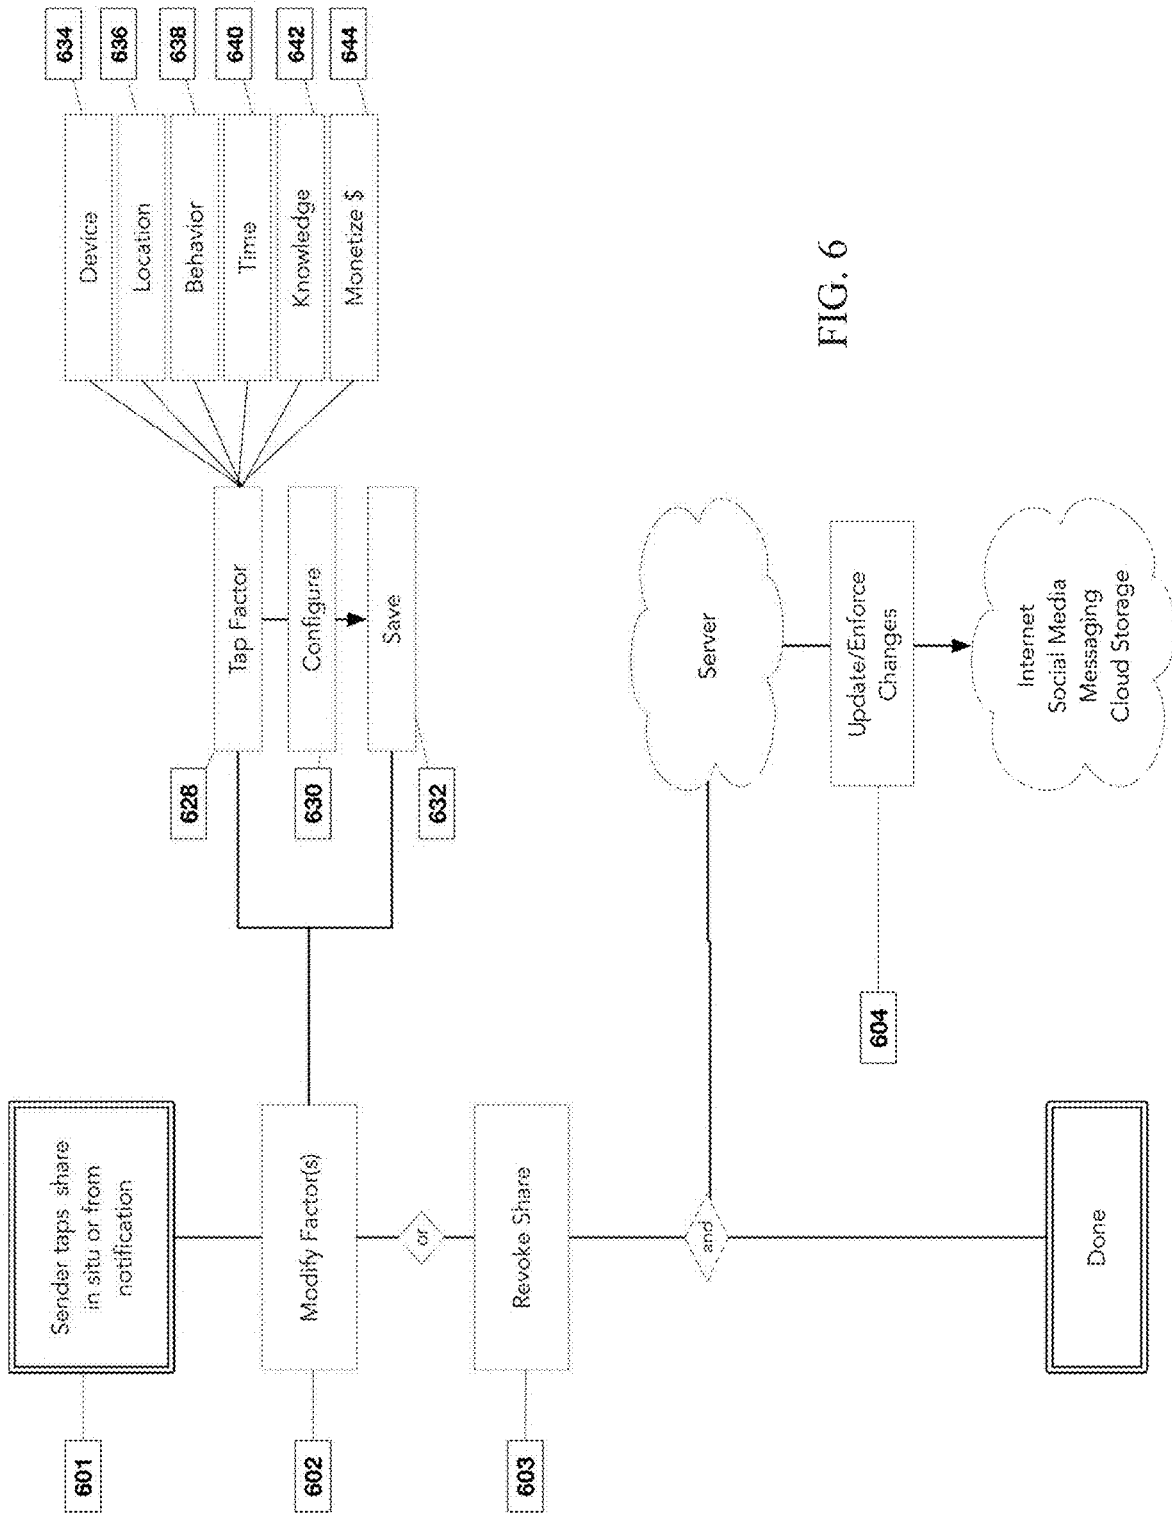 601
Sender taps share
in situ or from
notification
602
Modify Factor(s)
or
603
Revoke Share
and
Done
628
Tap Factor
630
Configure
632
Save
Device
634
Location
636
Behavior
638
Time
640
Knowledge
642
Monetize $
644
Server
604
Update/Enforce
Changes
Internet
Social Media
Messaging
Cloud Storage
FIG. 6